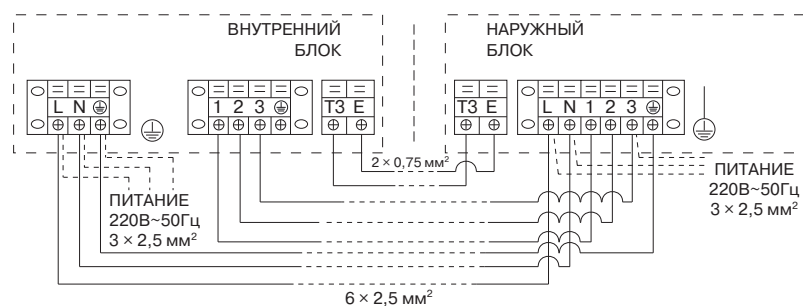 ВНУТРЕННИЙ
БЛОК
НАРУЖНЫЙ
БЛОК
L N
1 2 3
T3 E
T3 E
L N 1 2 3
2 × 0,75 мм²
ПИТАНИЕ
220В~50Гц
3 × 2,5 мм²
ПИТАНИЕ
220В~50Гц
3 × 2,5 мм²
6 × 2,5 мм²